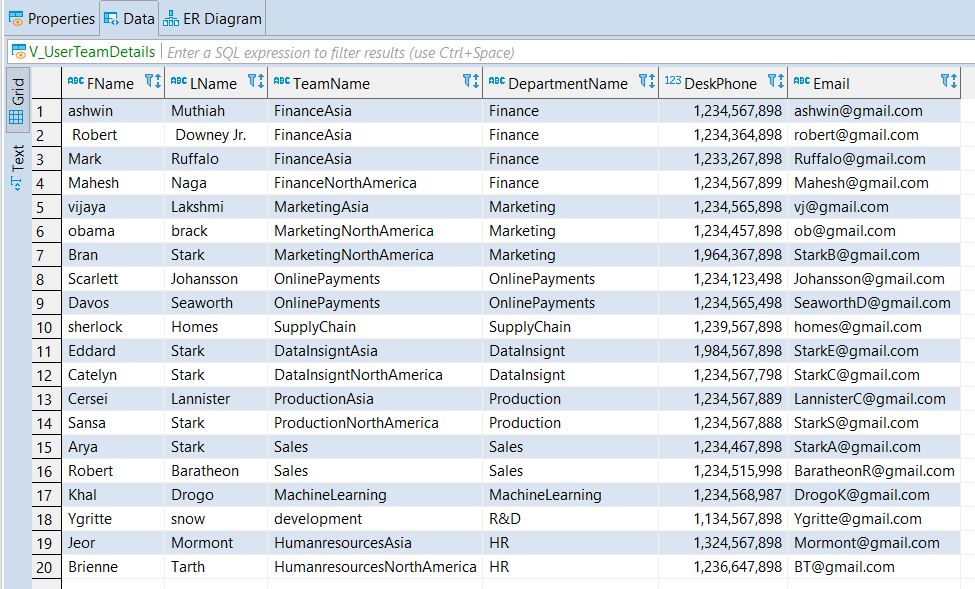 Properties Data ER Diagram
V_UserTeamDetails Enter a SQL expression to filter results (use Ctrl+Space)
Grid
Text
ABC FName ABC LName ABC TeamName ABC DepartmentName 123 DeskPhone ABC Email
1 ashwin Muthiah FinanceAsia Finance 1,234,567,898 ashwin@gmail.com
2 Robert Downey Jr. FinanceAsia Finance 1,234,364,898 robert@gmail.com
3 Mark Ruffalo FinanceAsia Finance 1,233,267,898 Ruffalo@gmail.com
4 Mahesh Naga FinanceNorthAmerica Finance 1,234,567,899 Mahesh@gmail.com
5 vijaya Lakshmi MarketingAsia Marketing 1,234,565,898 vj@gmail.com
6 obama brack MarketingNorthAmerica Marketing 1,234,457,898 ob@gmail.com
7 Bran Stark MarketingNorthAmerica Marketing 1,964,367,898 StarkB@gmail.com
8 Scarlett Johansson OnlinePayments OnlinePayments 1,234,123,498 Johansson@gmail.com
9 Davos Seaworth OnlinePayments OnlinePayments 1,234,565,498 SeaworthD@gmail.com
10 sherlock Homes SupplyChain SupplyChain 1,239,567,898 homes@gmail.com
11 Eddard Stark DataInsigntAsia DataInsignt 1,984,567,898 StarkE@gmail.com
12 Catelyn Stark DataInsigntNorthAmerica DataInsignt 1,234,567,798 StarkC@gmail.com
13 Cersei Lannister ProductionAsia Production 1,234,567,889 LannisterC@gmail.com
14 Sansa Stark ProductionNorthAmerica Production 1,234,567,888 StarkS@gmail.com
15 Arya Stark Sales Sales 1,234,467,898 StarkA@gmail.com
16 Robert Baratheon Sales Sales 1,234,515,998 BaratheonR@gmail.com
17 Khal Drogo MachineLearning MachineLearning 1,234,568,987 DrogoK@gmail.com
18 Ygritte snow development R&D 1,134,567,898 Ygritte@gmail.com
19 Jeor Mormont HumanresourcesAsia HR 1,324,567,898 Mormont@gmail.com
20 Brienne Tarth HumanresourcesNorthAmerica HR 1,236,647,898 BT@gmail.com